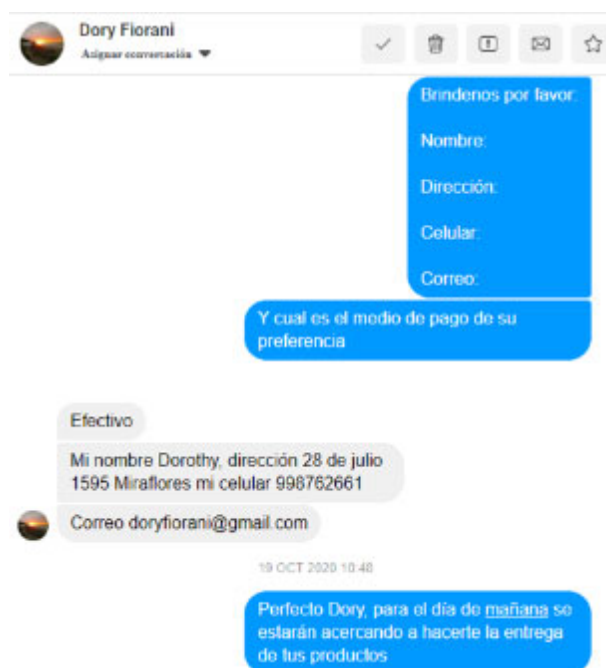 Dory Fiorani
Asignar conversación
Brindenos por favor:
Nombre:
Dirección:
Celular:
Correo:
Y cual es el medio de pago de su
preferencia
Efectivo
Mi nombre Dorothy, dirección 28 de julio
1595 Miraflores mi celular 998762661
Correo doryfiorani@gmail.com
19 OCT 2020 10:48
Perfecto Dory, para el día de mañana se
estarán acercando a hacerte la entrega
de tus productos